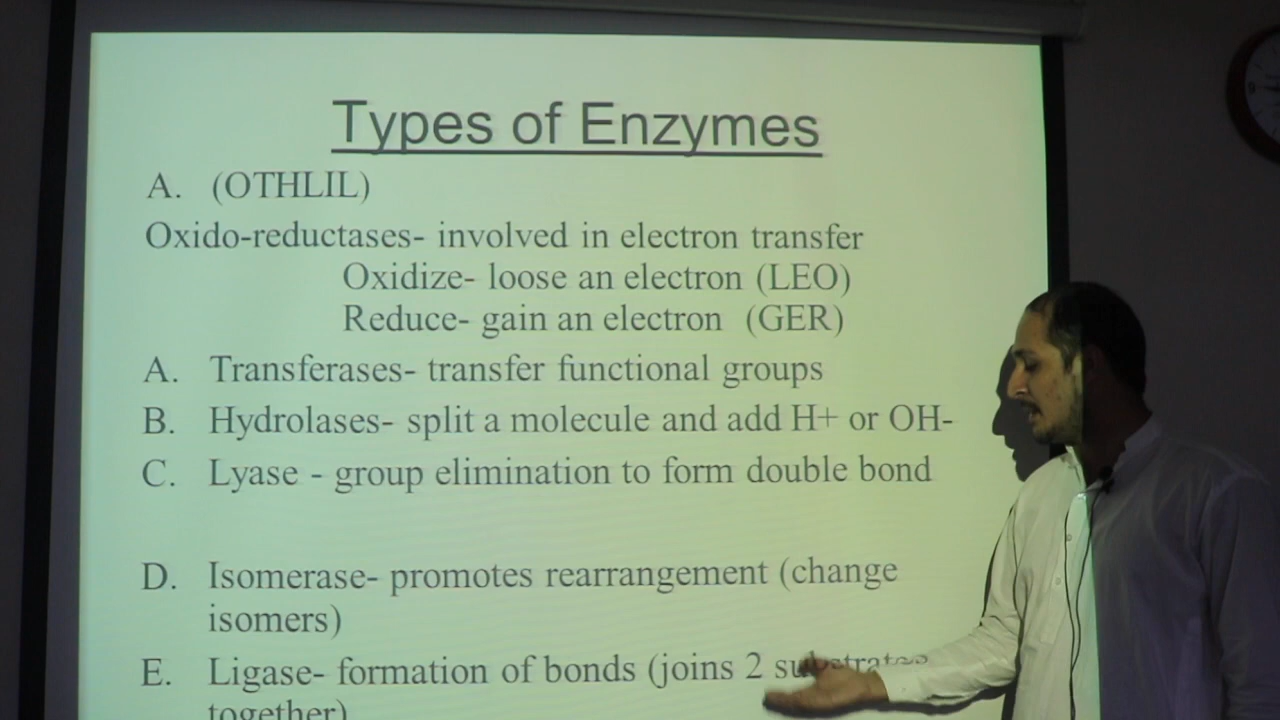 Types of Enzymes
A. (OTHLIL)
Oxido-reductases- involved in electron transfer
Oxidize- loose an electron (LEO)
Reduce- gain an electron (GER)
A. Transferases- transfer functional groups
B. Hydrolases- split a molecule and add H+ or OH-
C. Lyase - group elimination to form double bond
D. Isomerase- promotes rearrangement (change
isomers)
E. Ligase- formation of bonds (joins 2 substrates
together)